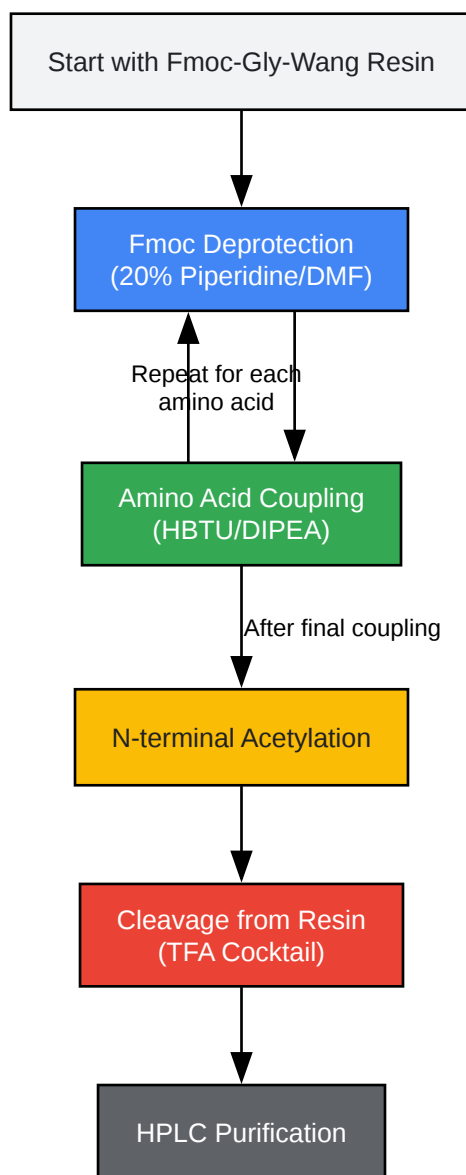 Start with Fmoc-Gly-Wang Resin
Fmoc Deprotection
(20% Piperidine/DMF)
Repeat for each
amino acid
Amino Acid Coupling
(HBTU/DIPEA)
After final coupling
N-terminal Acetylation
Cleavage from Resin
(TFA Cocktail)
HPLC Purification